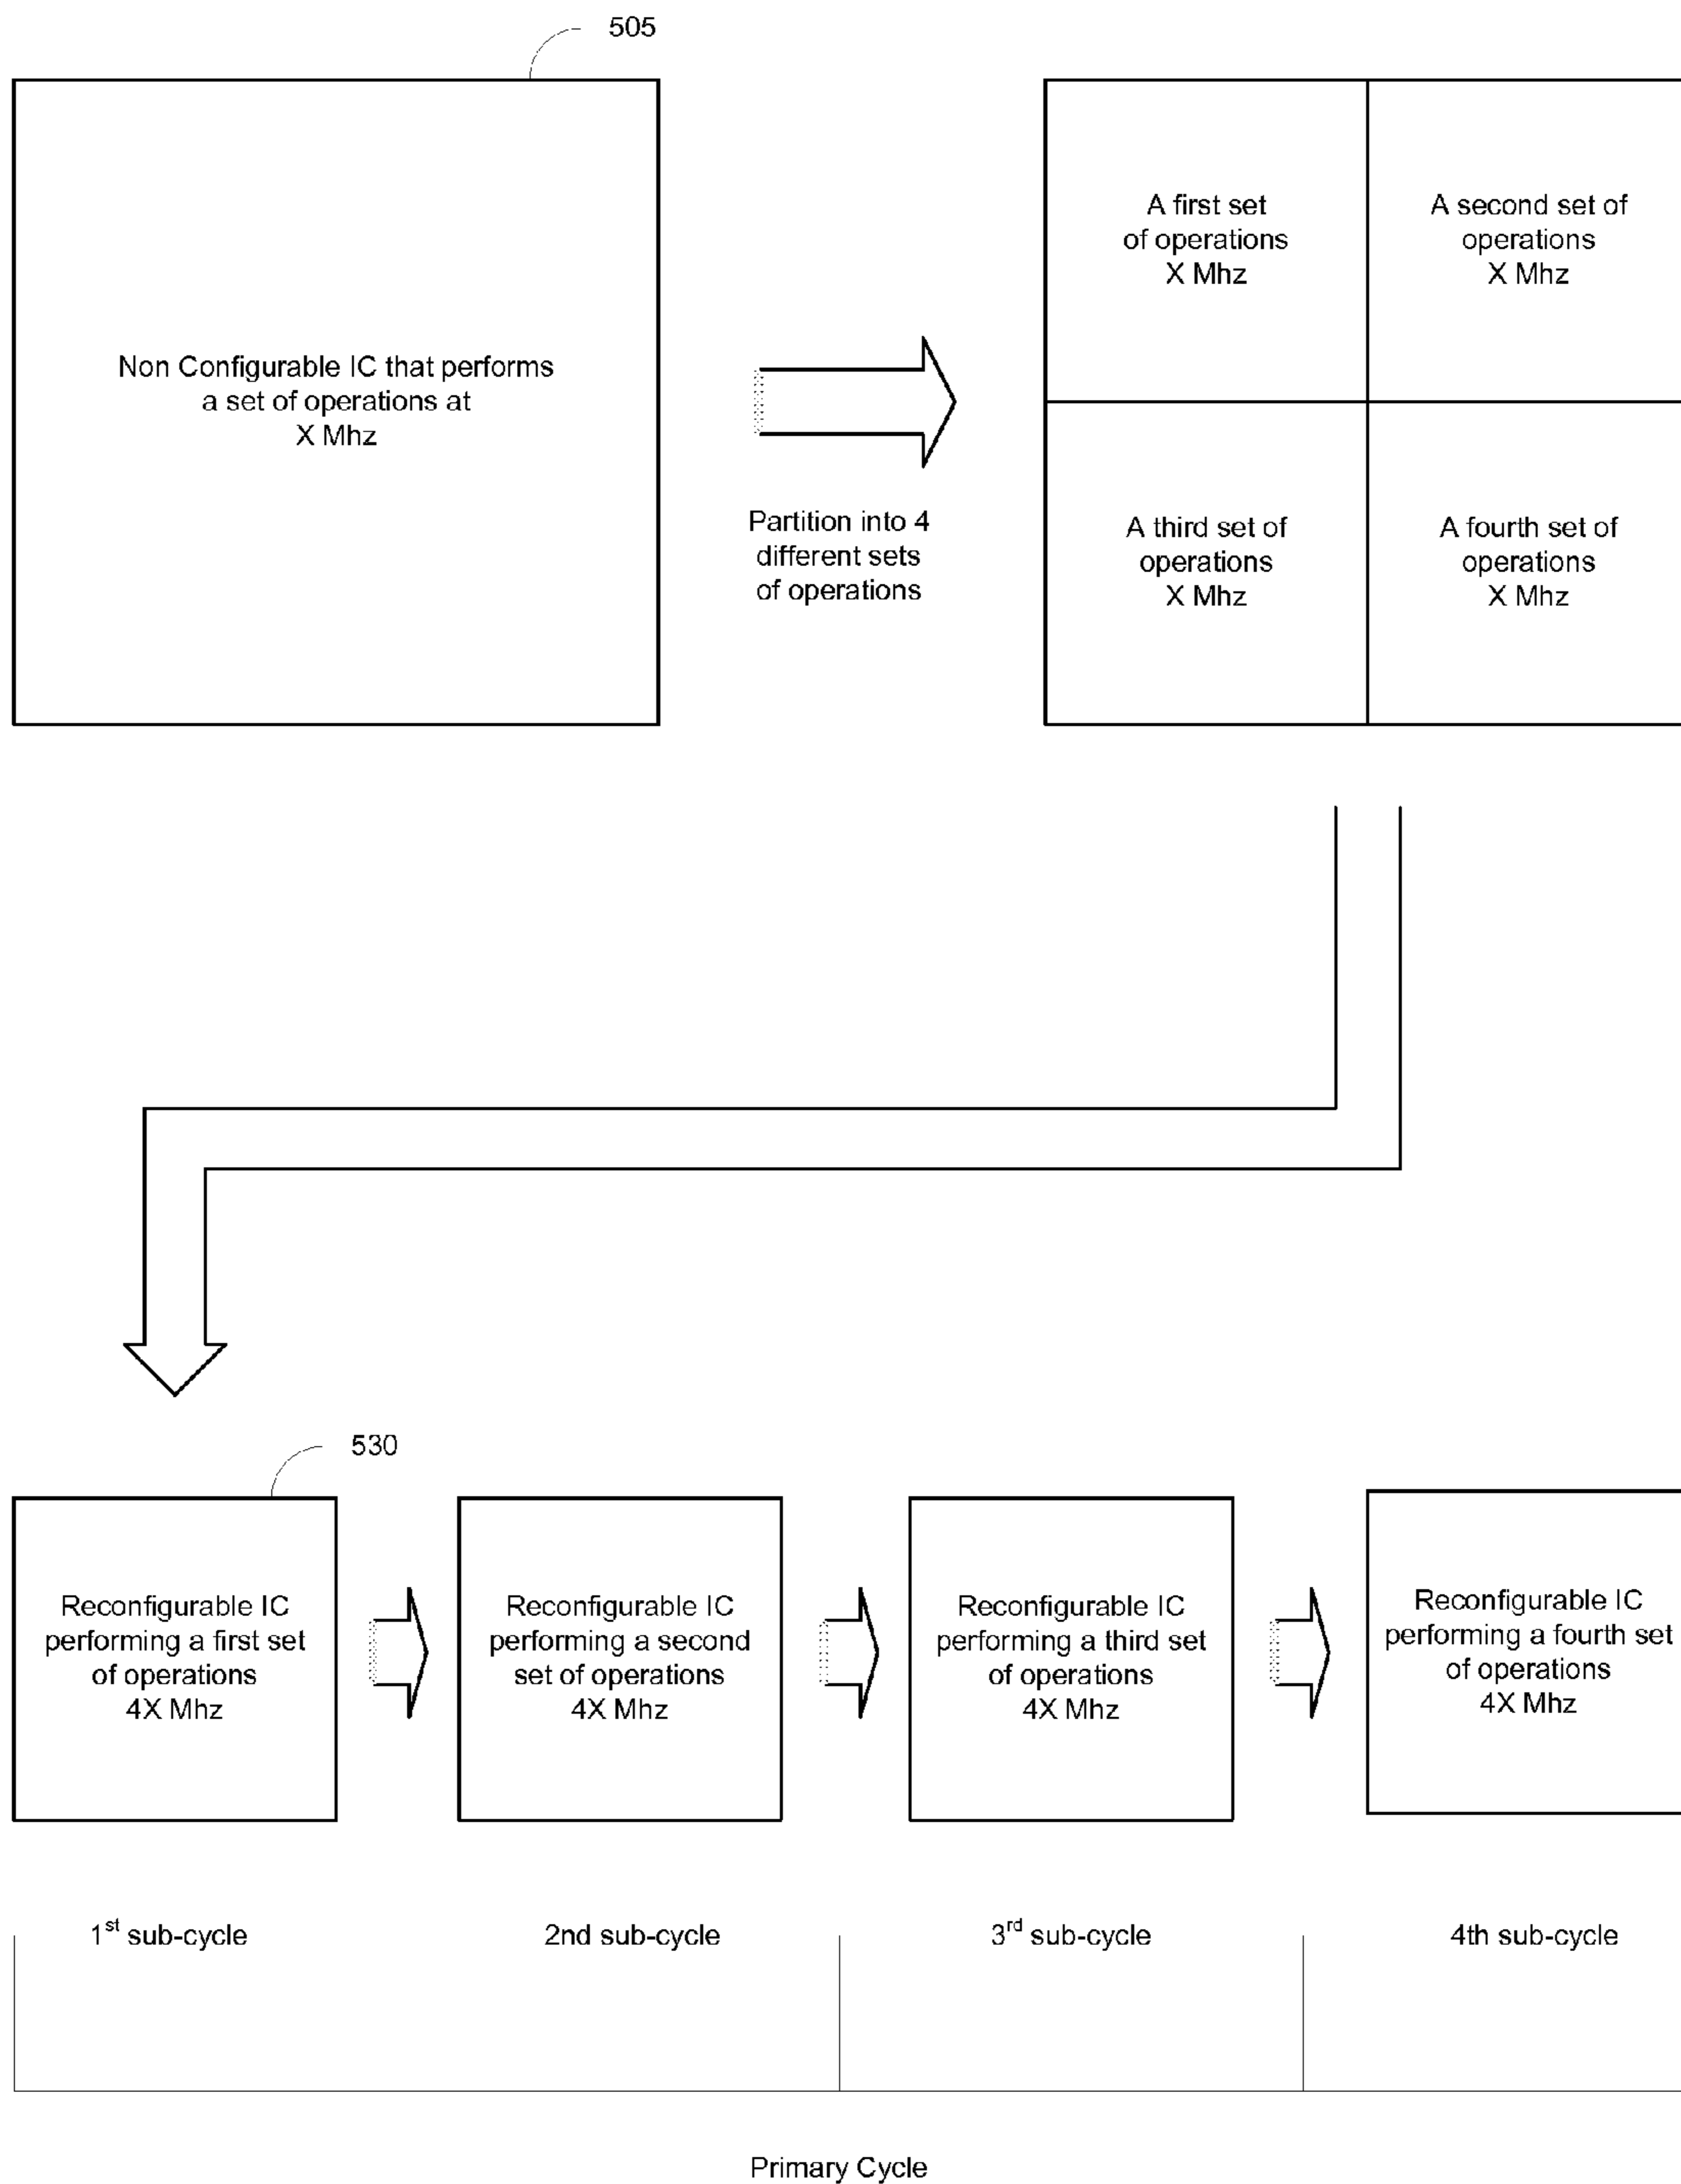 505
Non Configurable IC that performs
a set of operations at
X Mhz
Partition into 4
different sets
of operations
A first set
of operations
X Mhz
A second set of
operations
X Mhz
A third set of
operations
X Mhz
A fourth set of
operations
X Mhz
530
Reconfigurable IC
performing a first set
of operations
4X Mhz
Reconfigurable IC
performing a second
set of operations
4X Mhz
Reconfigurable IC
performing a third set
of operations
4X Mhz
Reconfigurable IC
performing a fourth set
of operations
4X Mhz
1st sub-cycle
2nd sub-cycle
3rd sub-cycle
4th sub-cycle
Primary Cycle